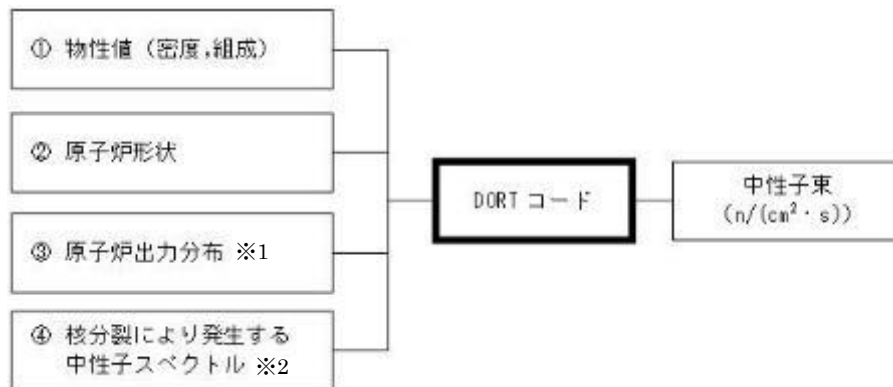 ① 物性値（密度,組成）
② 原子炉形状
③ 原子炉出力分布 ※1
④ 核分裂により発生する
中性子スペクトル ※2
DORT コード
中性子束
(n/(cm²・s))